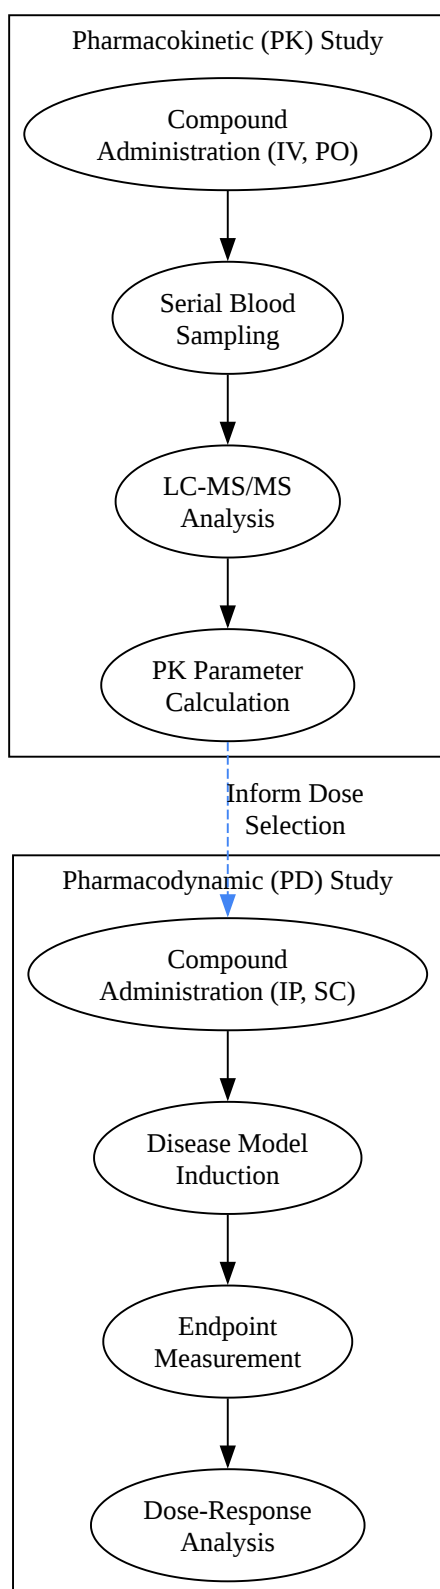 Pharmacokinetic (PK) Study
Compound
Administration (IV, PO)
Serial Blood
Sampling
LC-MS/MS
Analysis
PK Parameter
Calculation
Inform Dose
Selection
Pharmacodynamic (PD) Study
Compound
Administration (IP, SC)
Disease Model
Induction
Endpoint
Measurement
Dose-Response
Analysis